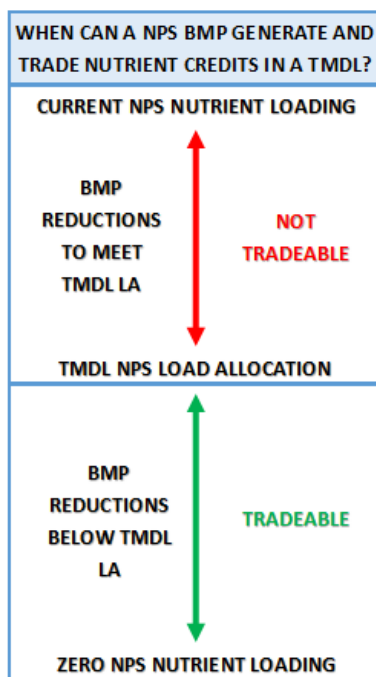 WHEN CAN A NPS BMP GENERATE AND
TRADE NUTRIENT CREDITS IN A TMDL?
CURRENT NPS NUTRIENT LOADING
BMP
REDUCTIONS
TO MEET
TMDL LA
NOT
TRADEABLE
TMDL NPS LOAD ALLOCATION
BMP
REDUCTIONS
BELOW TMDL
LA
TRADEABLE
ZERO NPS NUTRIENT LOADING